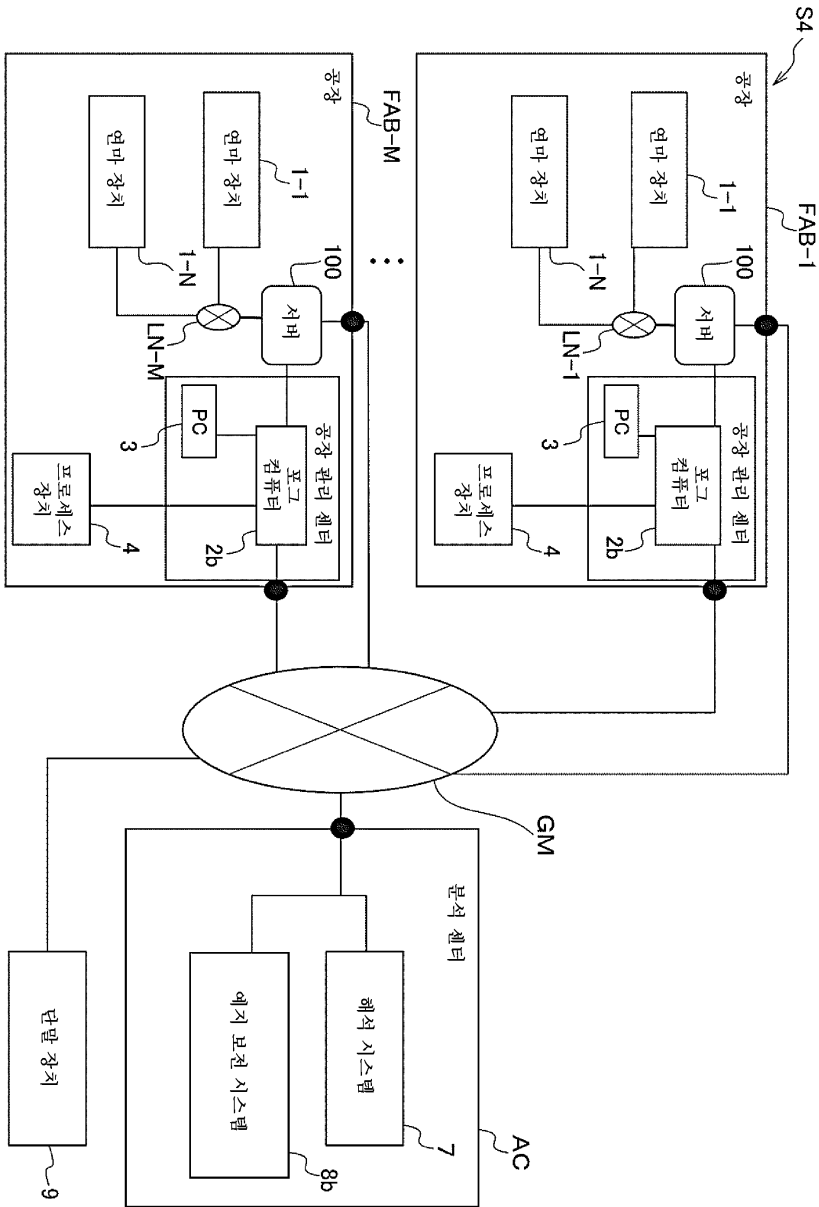 S4
FAB-1
공장
연마 장치
1-1
연마 장치
1-N
LN-1
100
서버
공장 관리 센터
포그
컴퓨터
2b
PC
3
프로세스
장치
4
FAB-M
공장
연마 장치
1-1
연마 장치
1-N
LN-M
100
서버
공장 관리 센터
포그
컴퓨터
2b
PC
3
프로세스
장치
4
GM
AC
분석 센터
해석 시스템
7
예지 보전 시스템
8b
단말 장치
9